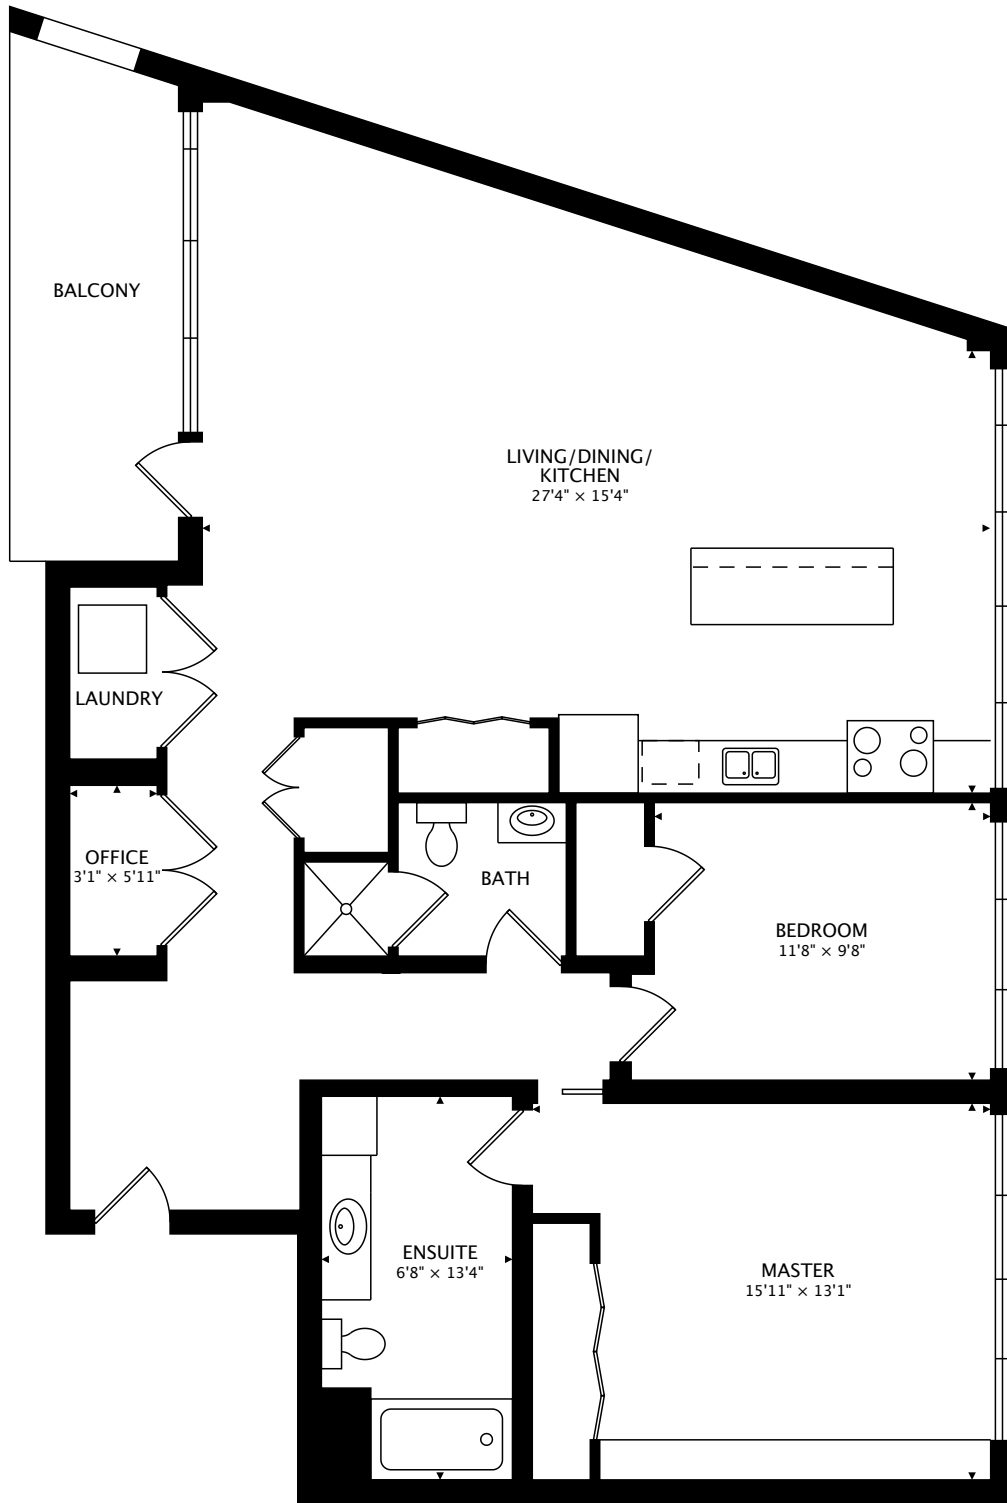 BALCONY
LIVING/DINING/
KITCHEN
27'4" × 15'4"
LAUNDRY
OFFICE
3'1" × 5'11"
BATH
BEDROOM
11'8" × 9'8"
ENSUITE
6'8" × 13'4"
MASTER
15'11" × 13'1"